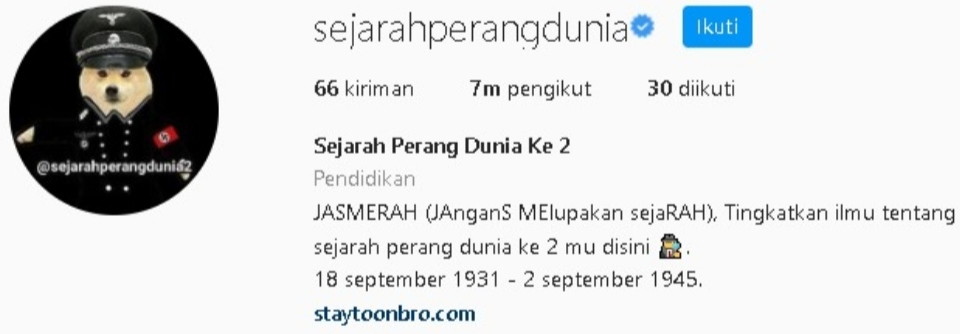 sejarahperangdunia
Ikuti
66 kiriman 7m pengikut 30 diikuti
Sejarah Perang Dunia Ke 2
Pendidikan
JASMERAH (JAnganS MElupakan sejaRAH), Tingkatkan ilmu tentang
sejarah perang dunia ke 2 mu disini 🏦.
18 september 1931 - 2 september 1945.
staytoonbro.com
@sejarahperangdunia2